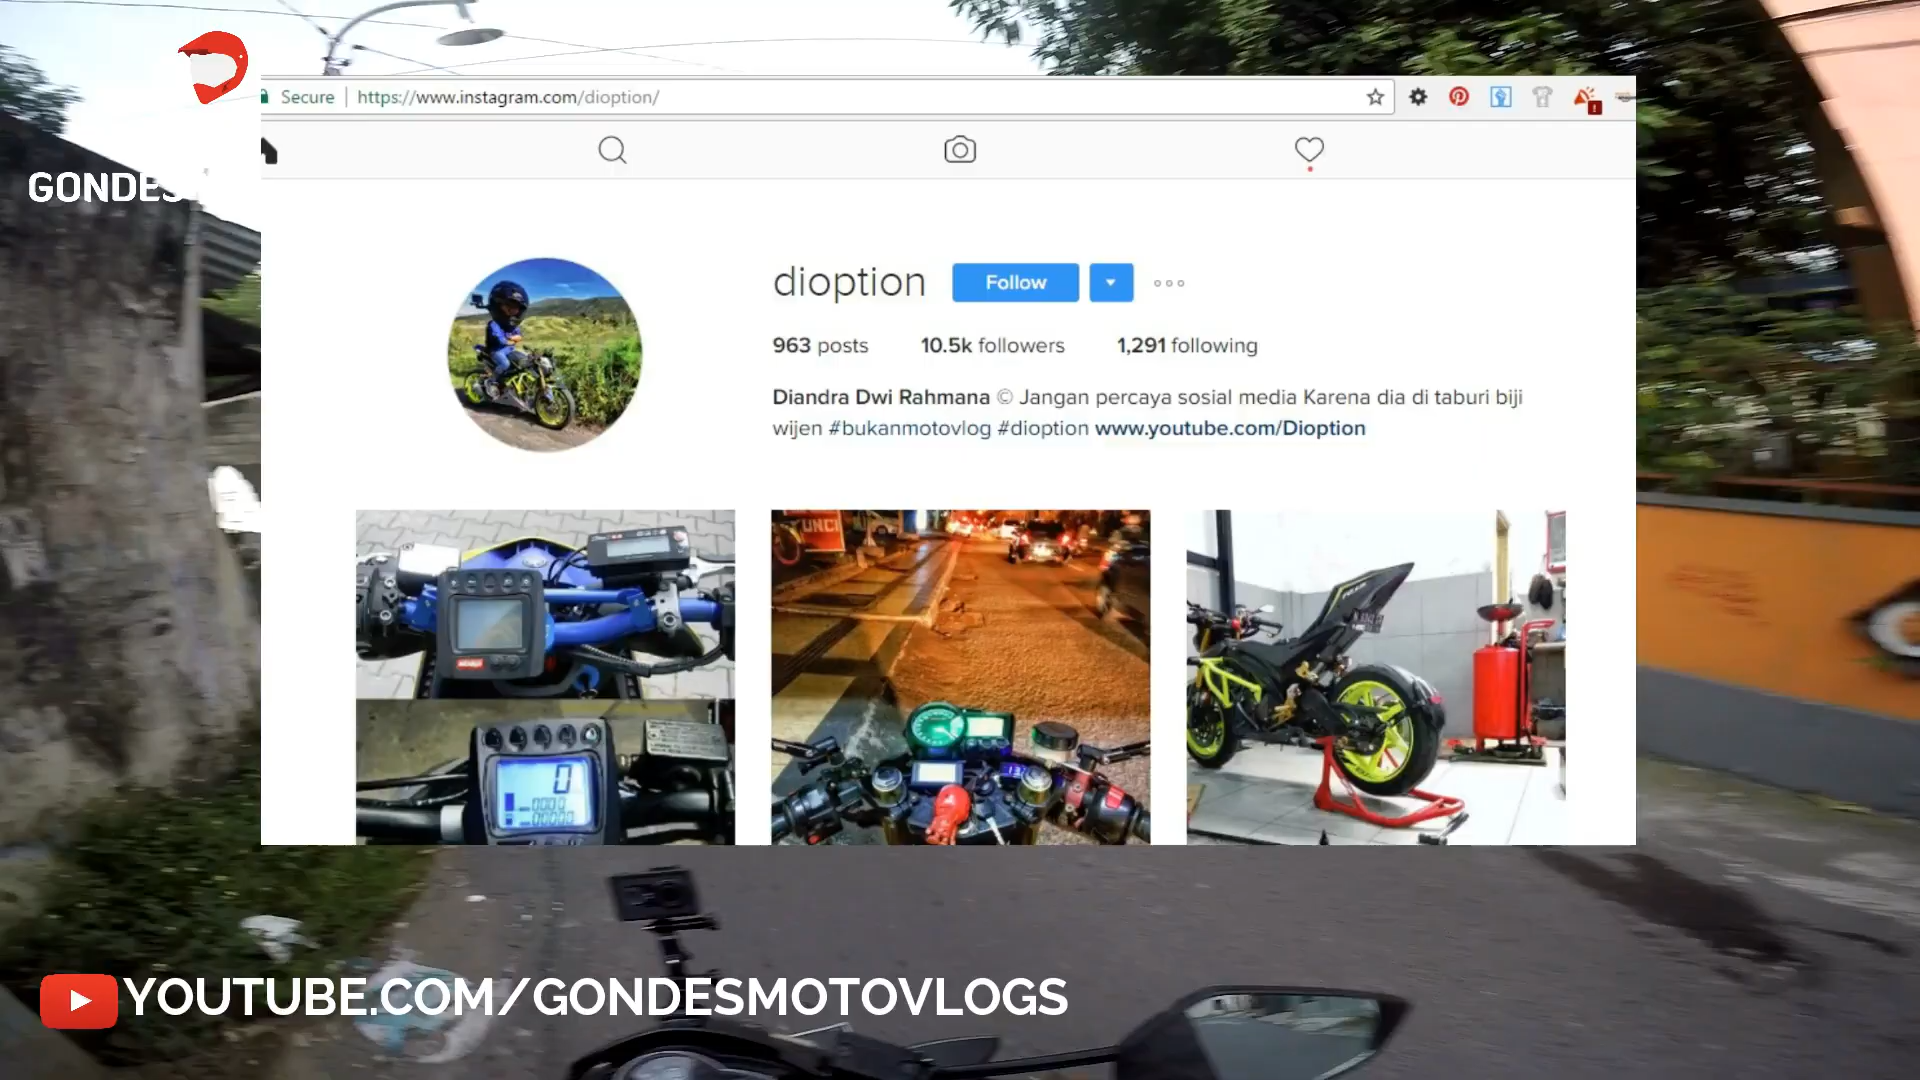 Secure | https://www.instagram.com/dioption/
GONDES
dioption
Follow
963 posts 10.5k followers 1,291 following
Diandra Dwi Rahmana © Jangan percaya sosial media Karena dia di taburi biji
wijen #bukanmotovlog #dioption www.youtube.com/Dioption
UNCI
0
YOUTUBE.COM/GONDESMOTOVLOGS